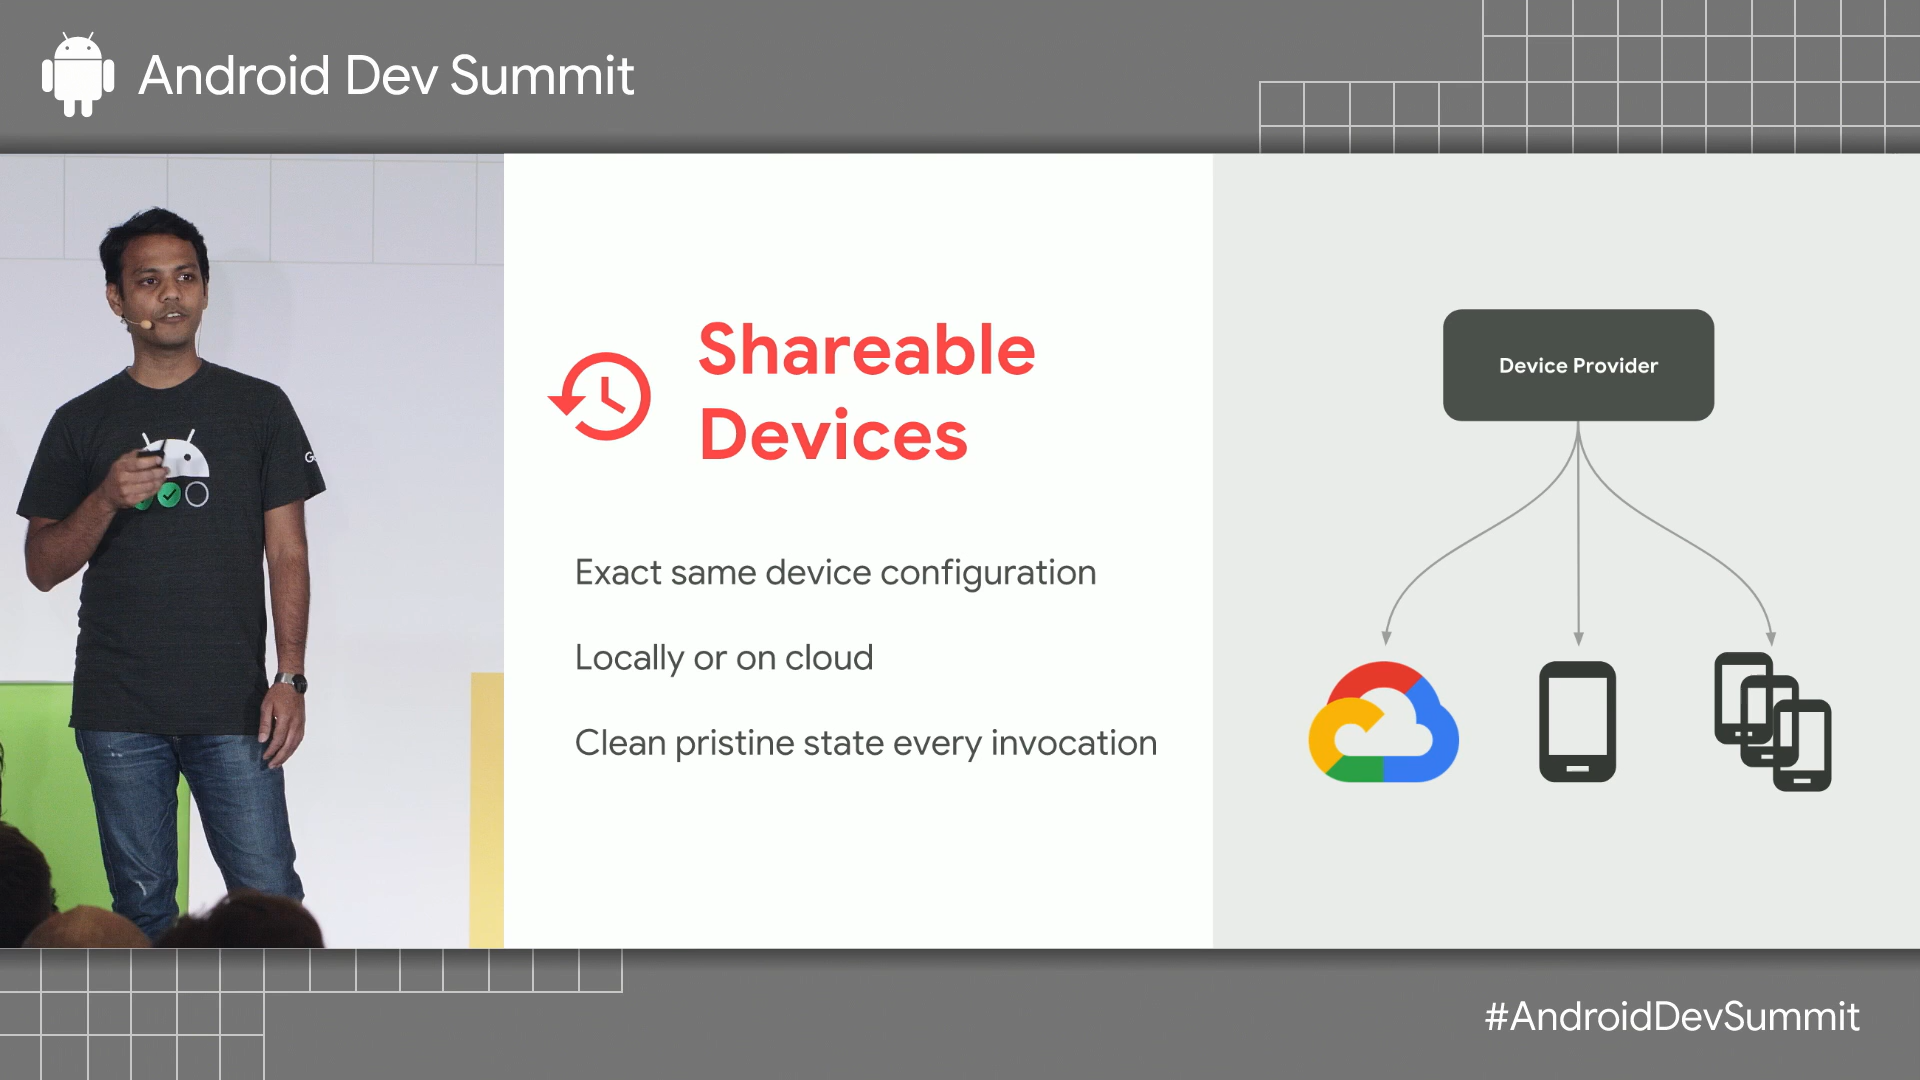 Android Dev Summit
Shareable
Devices
Exact same device configuration
Locally or on cloud
Clean pristine state every invocation
Device Provider
#AndroidDevSummit